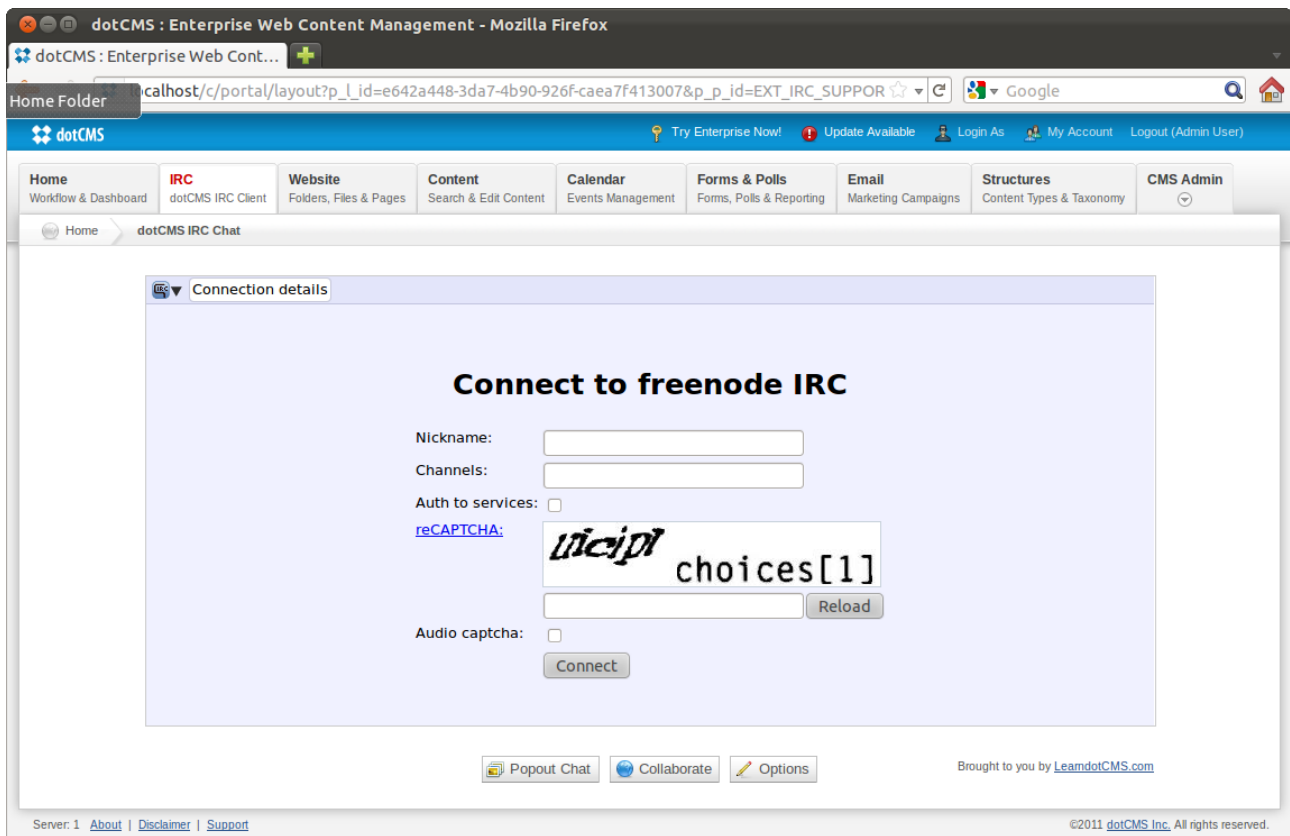 dotCMS : Enterprise Web Content Management - Mozilla Firefox
dotCMS : Enterprise Web Cont...
calhost/c/portal/layout?p_l_id=e642a448-3da7-4b90-926f-caea7f413007&p_p_id=EXT_IRC_SUPPOR
Google
Home Folder
dotCMS
Try Enterprise Now! Update Available Login As My Account Logout (Admin User)
Home IRC Website Content Calendar Forms & Polls Email Structures CMS Admin
Workflow & Dashboard dotCMS IRC Client Folders, Files & Pages Search & Edit Content Events Management Forms, Polls & Reporting Marketing Campaigns Content Types & Taxonomy
Home dotCMS IRC Chat
IRC Connection details
Connect to freenode IRC
Nickname:
Channels:
Auth to services:
reCAPTCHA:
choices[1]
Reload
Audio captcha:
Connect
Popout Chat Collaborate Options
Brought to you by LearndotCMS.com
Server: 1 About | Disclaimer | Support
©2011 dotCMS Inc. All rights reserved.